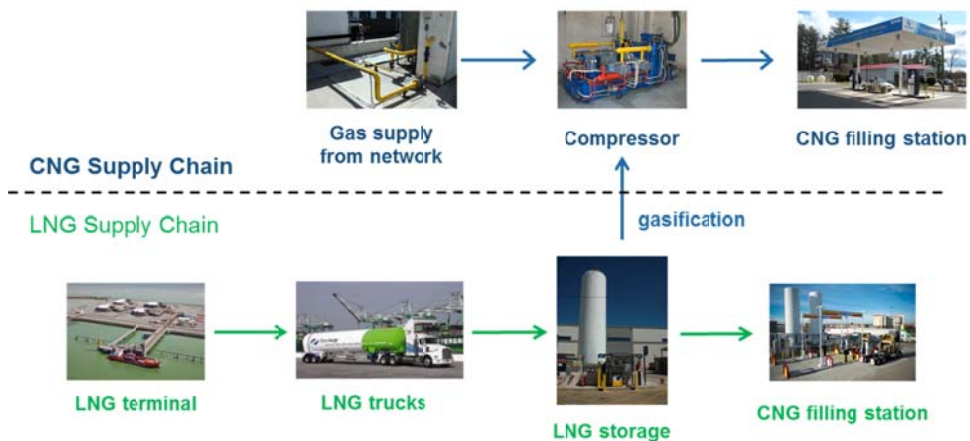 Gas supply
from network
Compressor
CNG filling station
CNG Supply Chain
LNG Supply Chain
gasification
LNG terminal
LNG trucks
LNG storage
CNG filling station